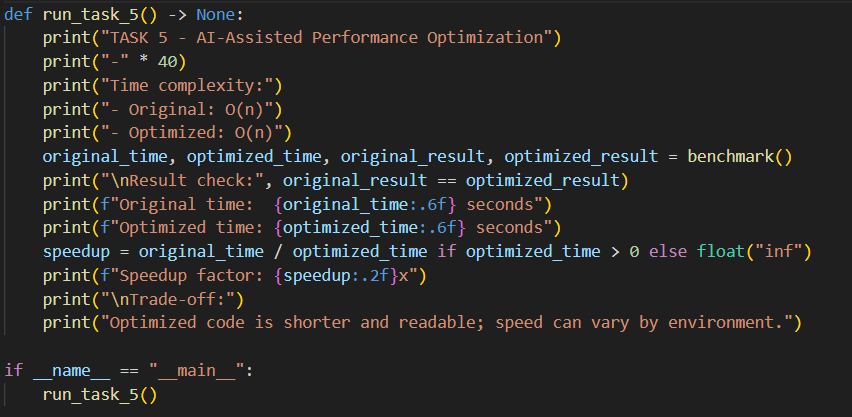 def run_task_5() -> None:
    print("TASK 5 - AI-Assisted Performance Optimization")
    print("-" * 40)
    print("Time complexity:")
    print("- Original: O(n)")
    print("- Optimized: O(n)")
    original_time, optimized_time, original_result, optimized_result = benchmark()
    print("\nResult check:", original_result == optimized_result)
    print(f"Original time:  {original_time:.6f} seconds")
    print(f"Optimized time: {optimized_time:.6f} seconds")
    speedup = original_time / optimized_time if optimized_time > 0 else float("inf")
    print(f"Speedup factor: {speedup:.2f}x")
    print("\nTrade-off:")
    print("Optimized code is shorter and readable; speed can vary by environment.")

if __name__ == "__main__":
    run_task_5()